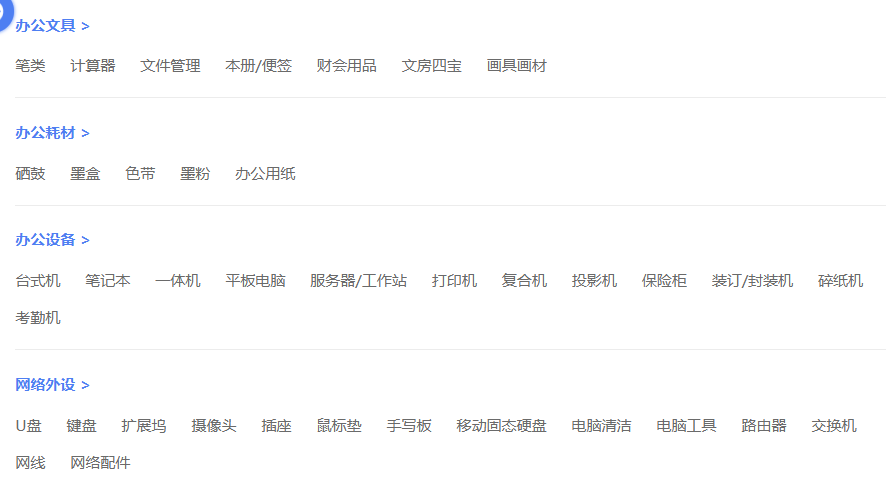 办公文具 >
笔类 计算器 文件管理 本册/便签 财会用品 文房四宝 画具画材
办公耗材 >
硒鼓 墨盒 色带 墨粉 办公用纸
办公设备 >
台式机 笔记本 一体机 平板电脑 服务器/工作站 打印机 复合机 投影机 保险柜 装订/封装机 碎纸机
考勤机
网络外设 >
U盘 键盘 扩展坞 摄像头 插座 鼠标垫 手写板 移动固态硬盘 电脑清洁 电脑工具 路由器 交换机
网线 网络配件